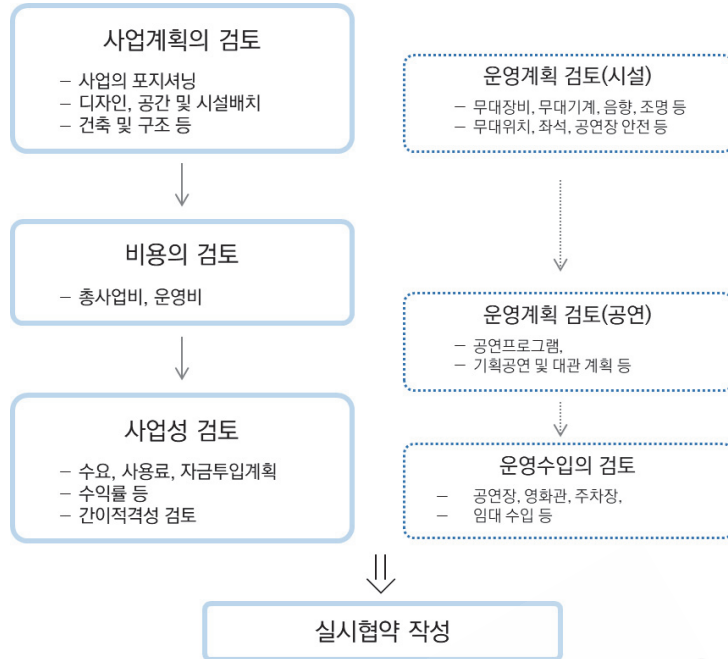 사업계획의 검토
– 사업의 포지셔닝
– 디자인, 공간 및 시설배치
– 건축 및 구조 등
비용의 검토
– 총사업비, 운영비
사업성 검토
– 수요, 사용료, 자금투입계획
– 수익률 등
– 간이적격성 검토
운영계획 검토(시설)
– 무대장비, 무대기계, 음향, 조명 등
– 무대위치, 좌석, 공연장 안전 등
운영계획 검토(공연)
– 공연프로그램,
– 기획공연 및 대관 계획 등
운영수입의 검토
– 공연장, 영화관, 주차장,
– 임대 수입 등
실시협약 작성